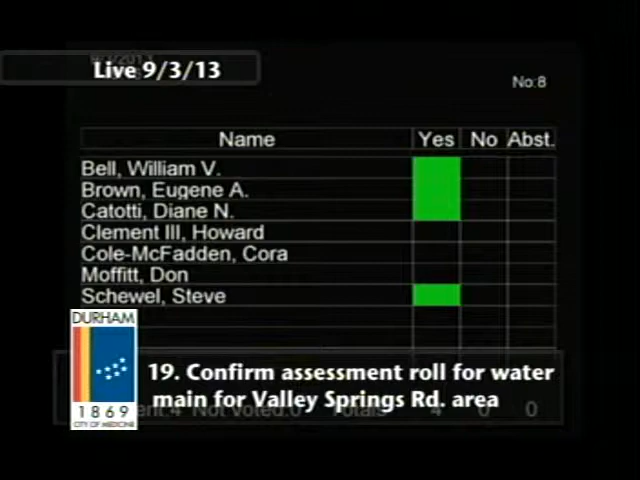 Live 9/3/13
No:8
Name Yes No Abst.
Bell, William V.
Brown, Eugene A.
Catotti, Diane N.
Clement III, Howard
Cole-McFadden, Cora
Moffitt, Don
Schewel, Steve
DURHAM
1869
CITY OF MEDICINE
19. Confirm assessment roll for water
main for Valley Springs Rd. area
Not Voted:0 Totals 4 0 0